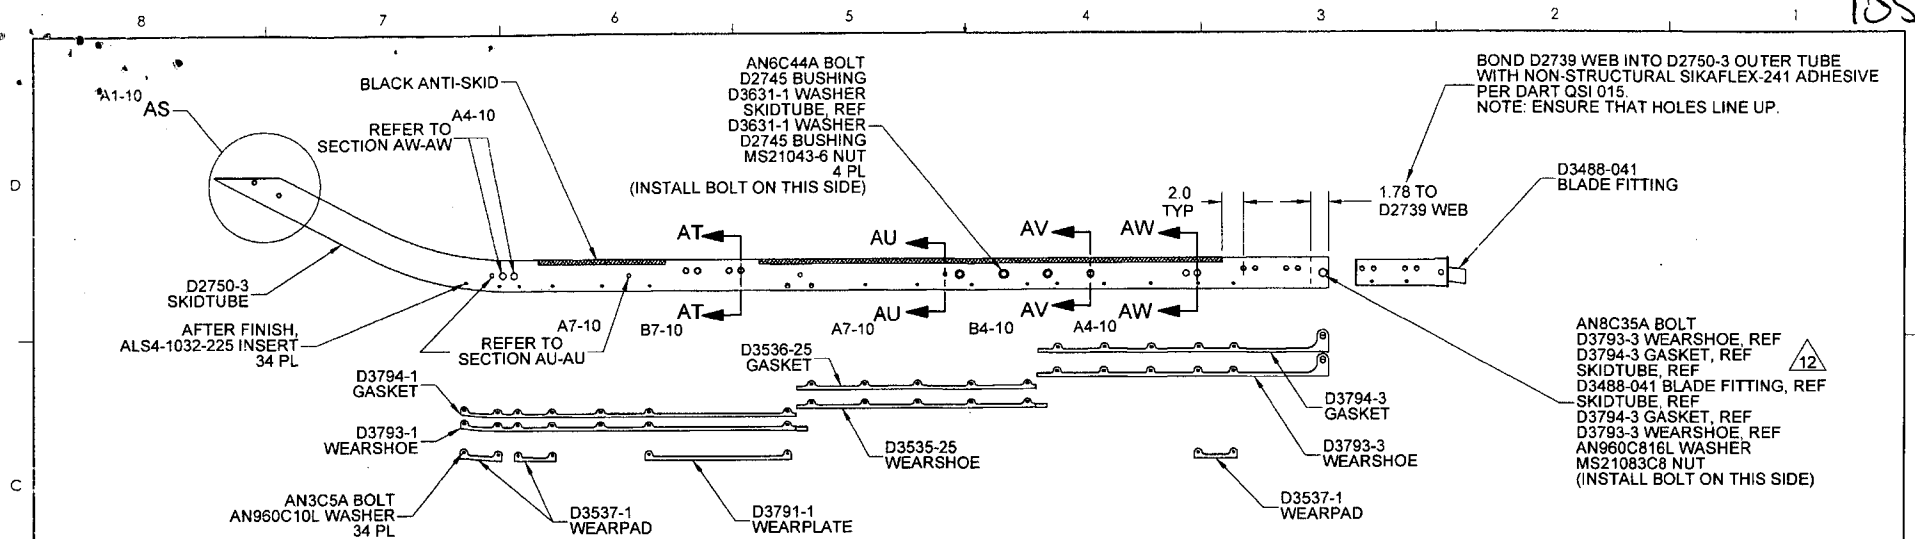 8
7
6
5
4
3
2
1
D
C
A1-10
AS
BLACK ANTI-SKID
A4-10
REFER TO
SECTION AW-AW
AN6C44A BOLT
D2745 BUSHING
D3631-1 WASHER
SKIDTUBE, REF
D3631-1 WASHER
D2745 BUSHING
MS21043-6 NUT
4 PL
(INSTALL BOLT ON THIS SIDE)
BOND D2739 WEB INTO D2750-3 OUTER TUBE
WITH NON-STRUCTURAL SIKAFLEX-241 ADHESIVE
PER DART QSI 015.
NOTE: ENSURE THAT HOLES LINE UP.
D3488-041
BLADE FITTING
2.0
TYP
1.78 TO
D2739 WEB
AT
AU
AV
AW
D2750-3
SKIDTUBE
AFTER FINISH,
ALS4-1032-225 INSERT
34 PL
REFER TO
SECTION AU-AU
A7-10
B7-10
AT
A7-10
AU
B4-10
AV
A4-10
AW
D3794-1
GASKET
D3793-1
WEARSHOE
D3536-25
GASKET
D3535-25
WEARSHOE
D3794-3
GASKET
D3793-3
WEARSHOE
AN8C35A BOLT
D3793-3 WEARSHOE, REF
D3794-3 GASKET, REF
SKIDTUBE, REF
D3488-041 BLADE FITTING, REF
SKIDTUBE, REF
D3794-3 GASKET, REF
D3793-3 WEARSHOE, REF
AN960C816L WASHER
MS21083C8 NUT
(INSTALL BOLT ON THIS SIDE)
12
AN3C5A BOLT
AN960C10L WASHER
34 PL
D3537-1
WEARPAD
D3791-1
WEARPLATE
D3537-1
WEARPAD